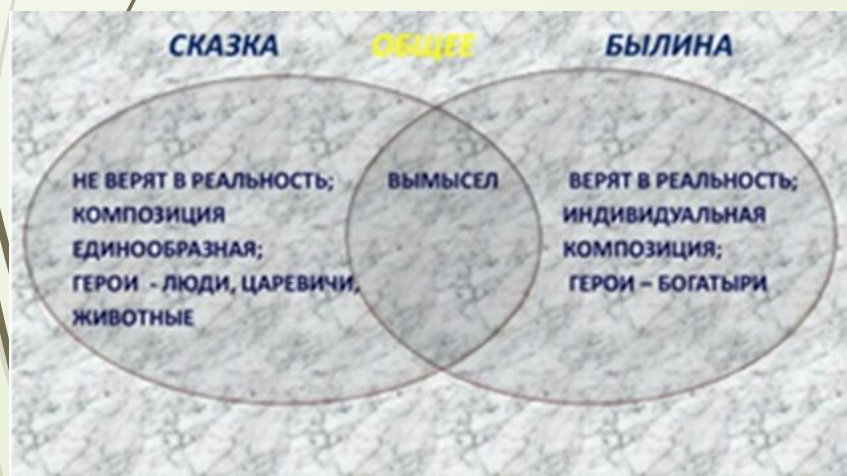 СКАЗКА
ОБЩЕЕ
БЫЛИНА
НЕ ВЕРЯТ В РЕАЛЬНОСТЬ;
КОМПОЗИЦИЯ
ЕДИНООБРАЗНАЯ;
ГЕРОИ - ЛЮДИ, ЦАРЕВИЧИ,
ЖИВОТНЫЕ
ВЫМЫСЕЛ
ВЕРЯТ В РЕАЛЬНОСТЬ;
ИНДИВИДУАЛЬНАЯ
КОМПОЗИЦИЯ;
ГЕРОИ – БОГАТЫРИ